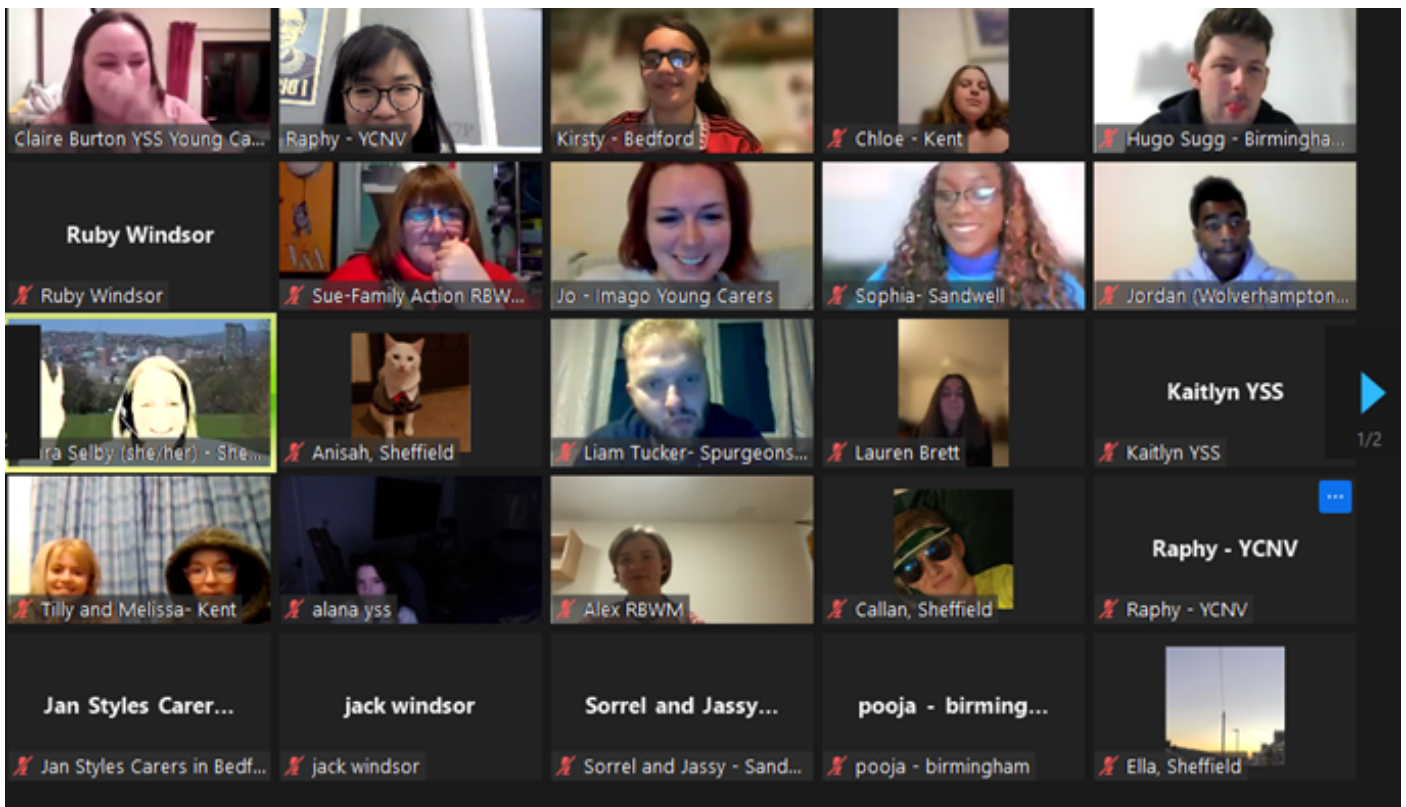 Claire Burton YSS Young Ca...
Raphy - YCNV
Kirsty - Bedford
Chloe - Kent
Hugo Sugg - Birmingha...
Ruby Windsor
Ruby Windsor
Sue-Family Action RBW...
Jo - Imago Young Carers
Sophia- Sandwell
Jordan (Wolverhampton...
ra Selby (she/her) - She...
Anisah, Sheffield
Liam Tucker- Spurgeons...
Lauren Brett
Kaitlyn YSS
Kaitlyn YSS
1/2
Tilly and Melissa- Kent
alana yss
Alex RBWM
Callan, Sheffield
Raphy - YCNV
Raphy - YCNV
Jan Styles Carer...
Jan Styles Carers in Bedf...
jack windsor
jack windsor
Sorrel and Jassy...
Sorrel and Jassy - Sand...
pooja - birming...
pooja - birmingham
Ella, Sheffield